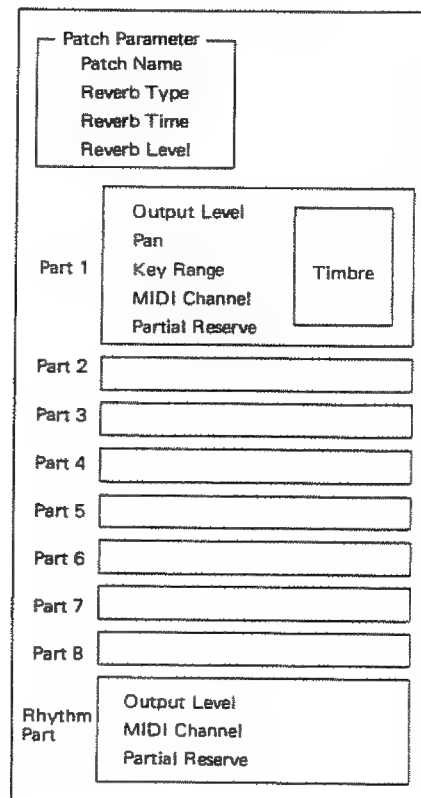 Patch Parameter
Patch Name
Reverb Type
Reverb Time
Reverb Level
Part 1
Output Level
Pan
Key Range
MIDI Channel
Partial Reserve
Timbre
Part 2
Part 3
Part 4
Part 5
Part 6
Part 7
Part 8
Rhythm
Part
Output Level
MIDI Channel
Partial Reserve